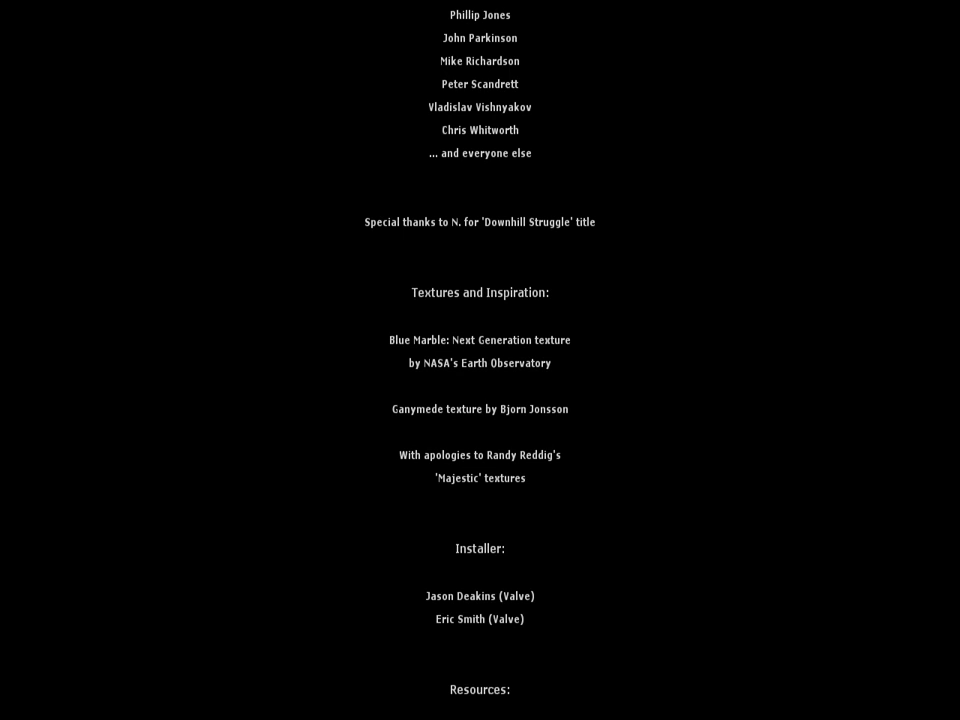 Phillip Jones
John Parkinson
Mike Richardson
Peter Scandrett
Vladislav Vishnyakov
Chris Whitworth
... and everyone else
Special thanks to N. for 'Downhill Struggle' title
Textures and Inspiration:
Blue Marble: Next Generation texture
by NASA's Earth Observatory
Ganymede texture by Bjorn Jonsson
With apologies to Randy Reddig's
'Majestic' textures
Installer:
Jason Deakins (Valve)
Eric Smith (Valve)
Resources: